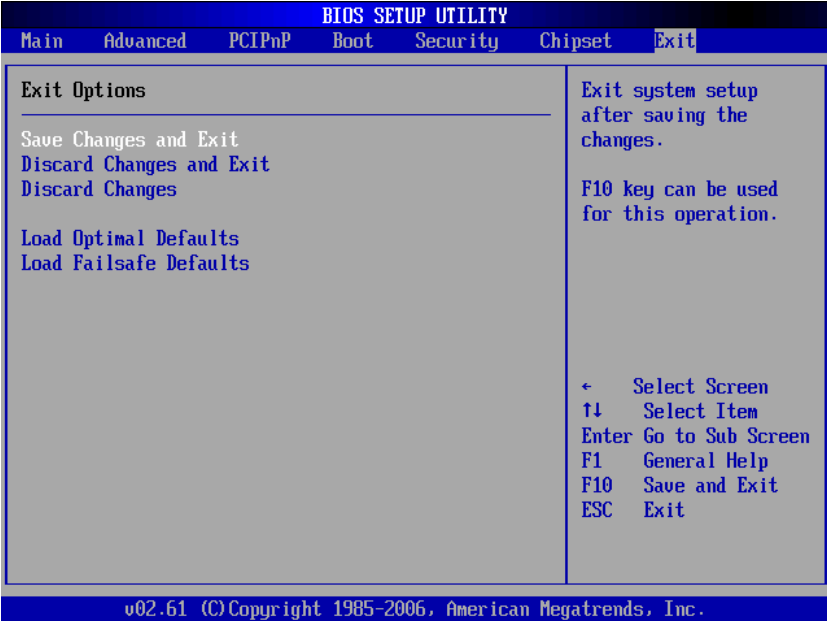 BIOS SETUP UTILITY
Main Advanced PCIPnP Boot Security Chipset Exit
Exit Options
Save Changes and Exit
Discard Changes and Exit
Discard Changes
Load Optimal Defaults
Load Failsafe Defaults
Exit system setup
after saving the
changes.
F10 key can be used
for this operation.
← Select Screen
↑↓ Select Item
Enter Go to Sub Screen
F1 General Help
F10 Save and Exit
ESC Exit
v02.61 (C)Copyright 1985-2006, American Megatrends, Inc.